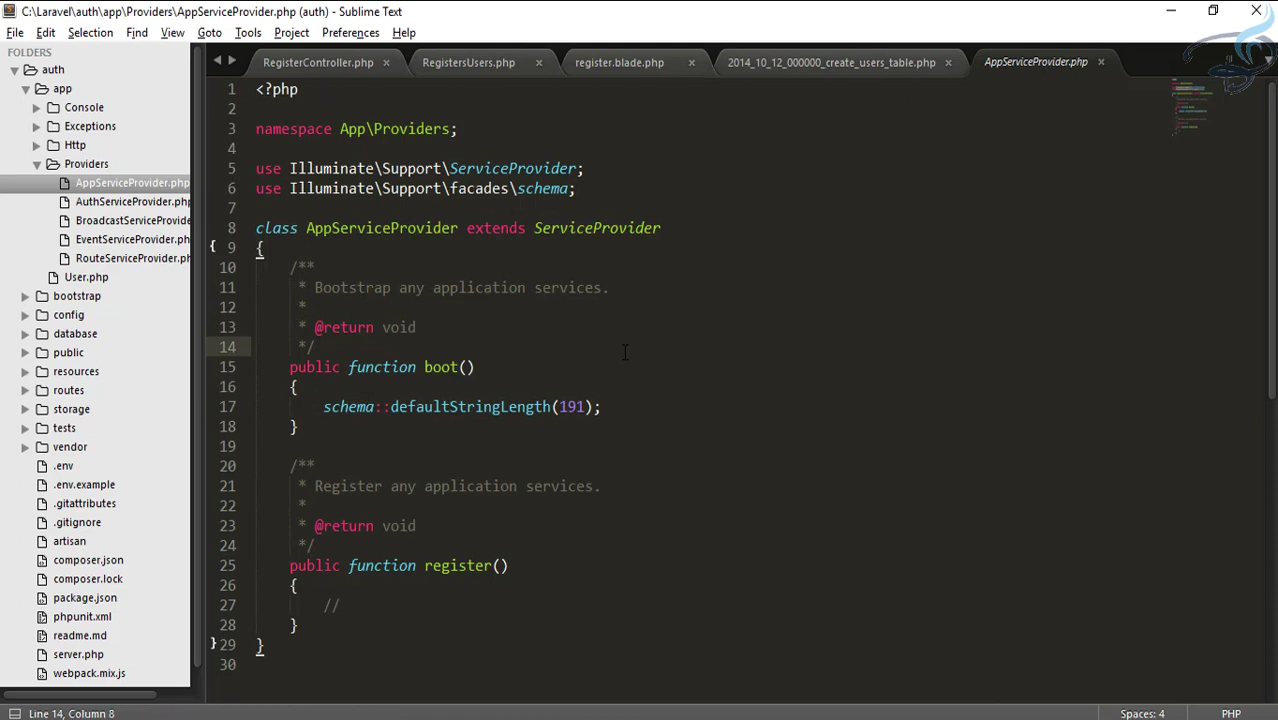 C:\Laravel\auth\app\Providers\AppServiceProvider.php (auth) - Sublime Text
File Edit Selection Find View Goto Tools Project Preferences Help
FOLDERS
auth
app
Console
Exceptions
Http
Providers
AppServiceProvider.php
AuthServiceProvider.php
BroadcastServiceProvide
EventServiceProvider.ph
RouteServiceProvider.ph
User.php
bootstrap
config
database
public
resources
routes
storage
tests
vendor
.env
.env.example
.gitattributes
.gitignore
artisan
composer.json
composer.lock
package.json
phpunit.xml
readme.md
server.php
webpack.mix.js
RegisterController.php RegistersUsers.php register.blade.php 2014_10_12_000000_create_users_table.php AppServiceProvider.php
1 <?php
2
3 namespace App\Providers;
4
5 use Illuminate\Support\ServiceProvider;
6 use Illuminate\Support\facades\schema;
7
8 class AppServiceProvider extends ServiceProvider
9 {
10 /**
11 * Bootstrap any application services.
12 *
13 * @return void
14 */
15 public function boot()
16 {
17 schema::defaultStringLength(191);
18 }
19
20 /**
21 * Register any application services.
22 *
23 * @return void
24 */
25 public function register()
26 {
27 //
28 }
29 }
30
Line 14, Column 8 Spaces: 4 PHP